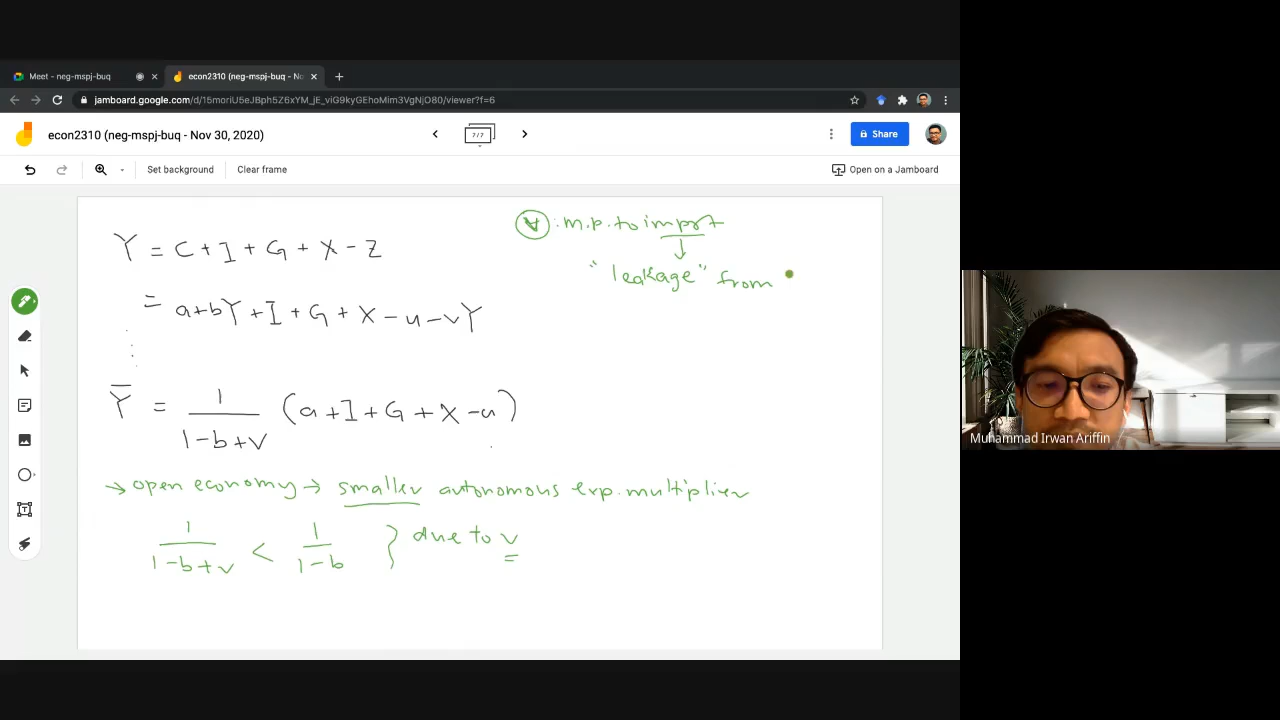 Meet - neg-mspj-buq
econ2310 (neg-mspj-buq - No
jamboard.google.com/d/15moriU5eJBph5Z6xYM_jE_viG9kyGEhoMim3VgNjO80/viewer?f=6
econ2310 (neg-mspj-buq - Nov 30, 2020)
7/7
Share
Set background
Clear frame
Open on a Jamboard
V : m.p. to import
"leakage" from
Y = C + I + G + X - Z
= a+bY + I + G + X - u - vY
Y̅ = 1/(1-b+v) (a + I + G + X - u)
→ open economy → smaller autonomous exp. multiplier
1/(1-b+v) < 1/(1-b) } due to v
Muhammad Irwan Ariffin